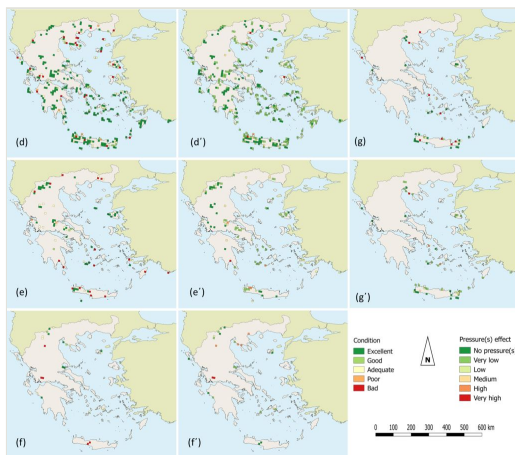 (d)
(d´)
(g)
(e)
(e´)
(g´)
(f)
(f´)
Condition
Excellent
Good
Adequate
Poor
Bad
N
Pressure(s) effect
No pressure(s
Very low
Low
Medium
High
Very high
0 100 200 300 400 500 600 km